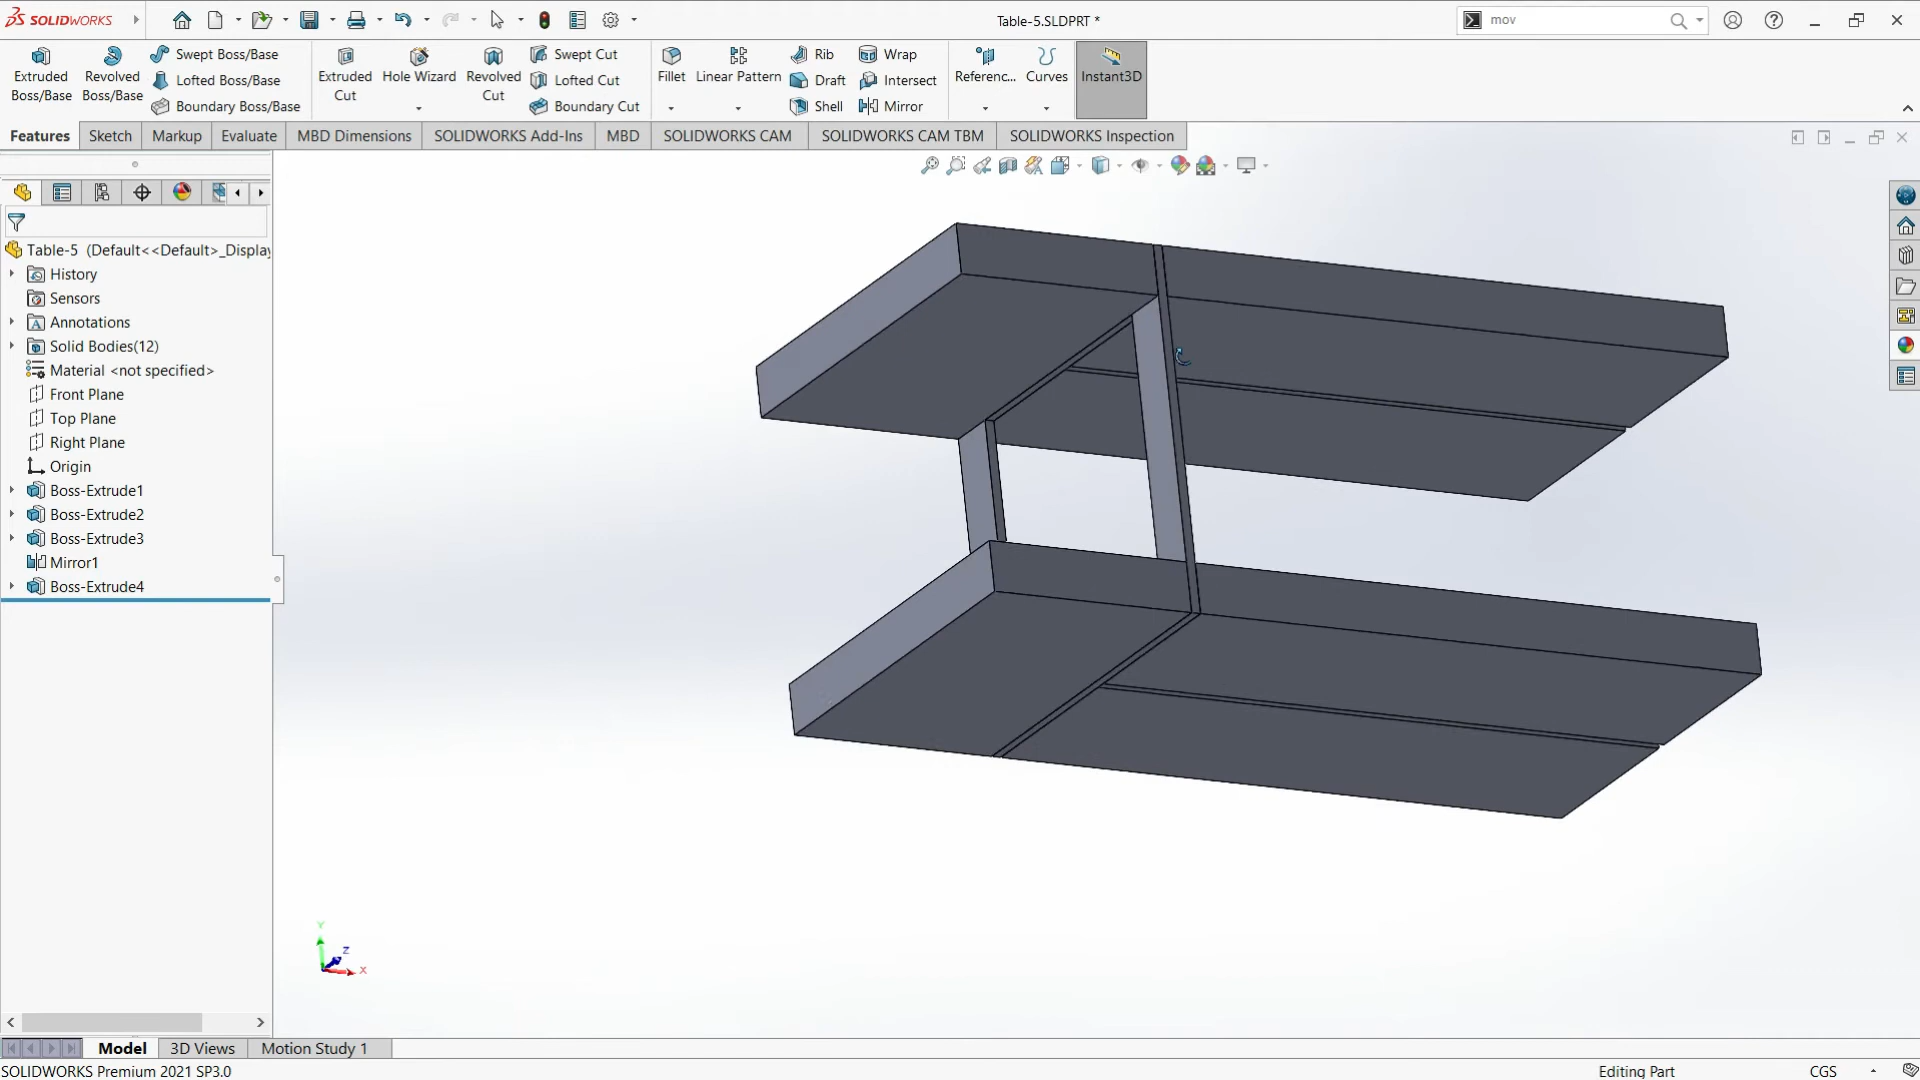 SOLIDWORKS
Table-5.SLDPRT *
mov
Extruded Boss/Base
Revolved Boss/Base
Swept Boss/Base
Lofted Boss/Base
Boundary Boss/Base
Extruded Cut
Hole Wizard
Revolved Cut
Swept Cut
Lofted Cut
Boundary Cut
Fillet
Linear Pattern
Rib
Draft
Shell
Wrap
Intersect
Mirror
Referenc...
Curves
Instant3D
Features
Sketch
Markup
Evaluate
MBD Dimensions
SOLIDWORKS Add-Ins
MBD
SOLIDWORKS CAM
SOLIDWORKS CAM TBM
SOLIDWORKS Inspection
Table-5 (Default<<Default>_Display
History
Sensors
Annotations
Solid Bodies(12)
Material <not specified>
Front Plane
Top Plane
Right Plane
Origin
Boss-Extrude1
Boss-Extrude2
Boss-Extrude3
Mirror1
Boss-Extrude4
Y
Z
X
Model
3D Views
Motion Study 1
SOLIDWORKS Premium 2021 SP3.0
Editing Part
CGS